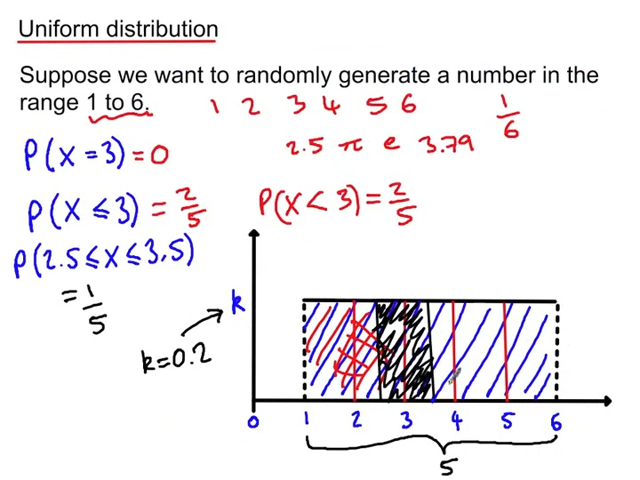 Uniform distribution
Suppose we want to randomly generate a number in the
range 1 to 6.
1 2 3 4 5 6
1/6
2.5 π e 3.79
P(X = 3) = 0
P(X ≤ 3) = 2/5
P(X < 3) = 2/5
P(2.5 ≤ X ≤ 3.5)
= 1/5
k
k = 0.2
0 1 2 3 4 5 6
5